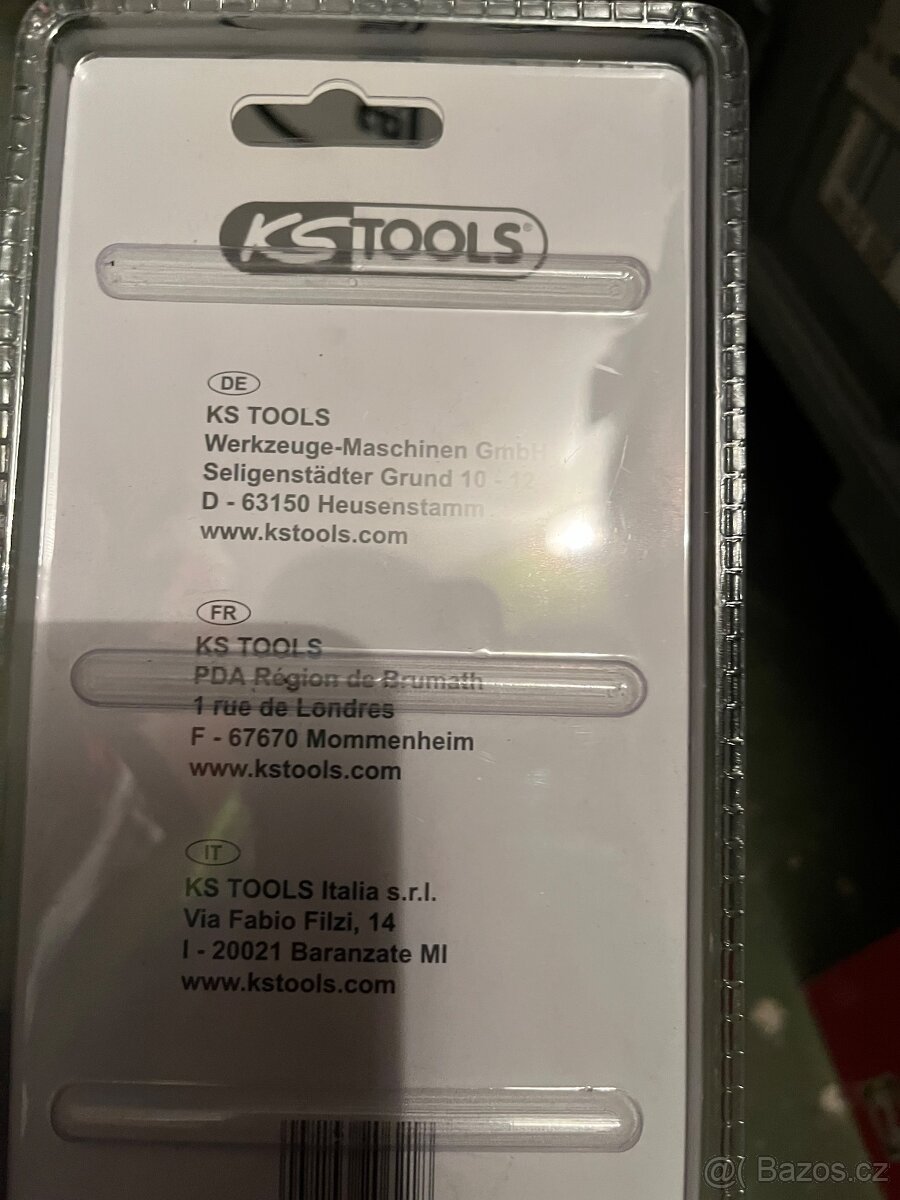 KS TOOLS®
DE
KS TOOLS
Werkzeuge-Maschinen GmbH
Seligenstädter Grund 10 - 12
D - 63150 Heusenstamm
www.kstools.com
FR
KS TOOLS
PDA Région de Brumath
1 rue de Londres
F - 67670 Mommenheim
www.kstools.com
IT
KS TOOLS Italia s.r.l.
Via Fabio Filzi, 14
I - 20021 Baranzate MI
www.kstools.com
@( Bazos.cz